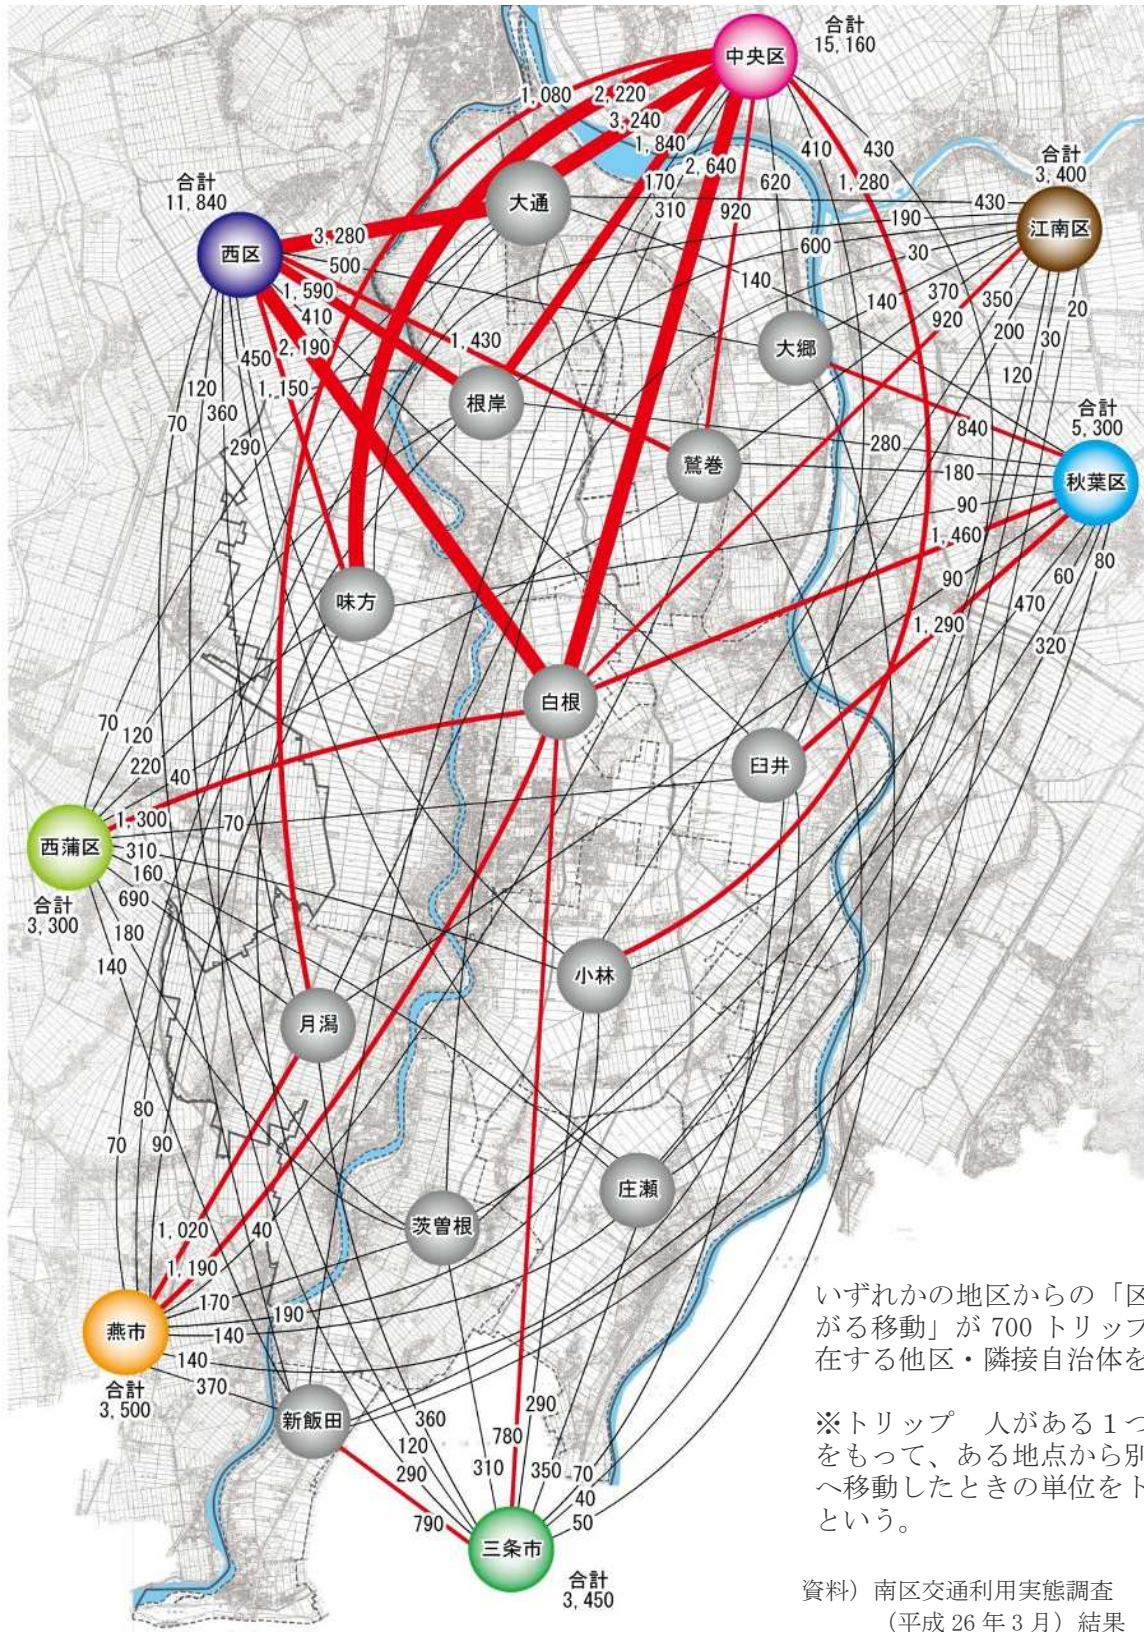 合計
15,160
中央区
1,080
2,220
3,240
1,840
2,640
170
310
920
620
410
430
1,280
合計
3,400
江南区
430
190
600
30
370
350
140
920
200
20
30
120
合計
11,840
西区
大通
3,280
500
1,590
410
2,190
450
1,150
120
360
70
290
1,430
140
大郷
根岸
鷲巻
合計
5,300
秋葉区
840
280
180
90
1,460
90
1,290
80
60
470
320
味方
白根
臼井
70
120
220
40
西蒲区
1,300
310
160
690
70
合計
3,300
180
140
月潟
小林
80
70
90
庄瀬
茨曽根
1,020
40
1,190
170
190
140
140
370
燕市
合計
3,500
新飯田
360
120
290
790
310
780
290
350
70
40
50
三条市
合計
3,450
いずれかの地区からの「区
がる移動」が 700 トリップ
在する他区・隣接自治体を
※トリップ 人がある１つ
をもって、ある地点から別
へ移動したときの単位をト
という。
資料）南区交通利用実態調査
（平成 26 年 3 月）結果